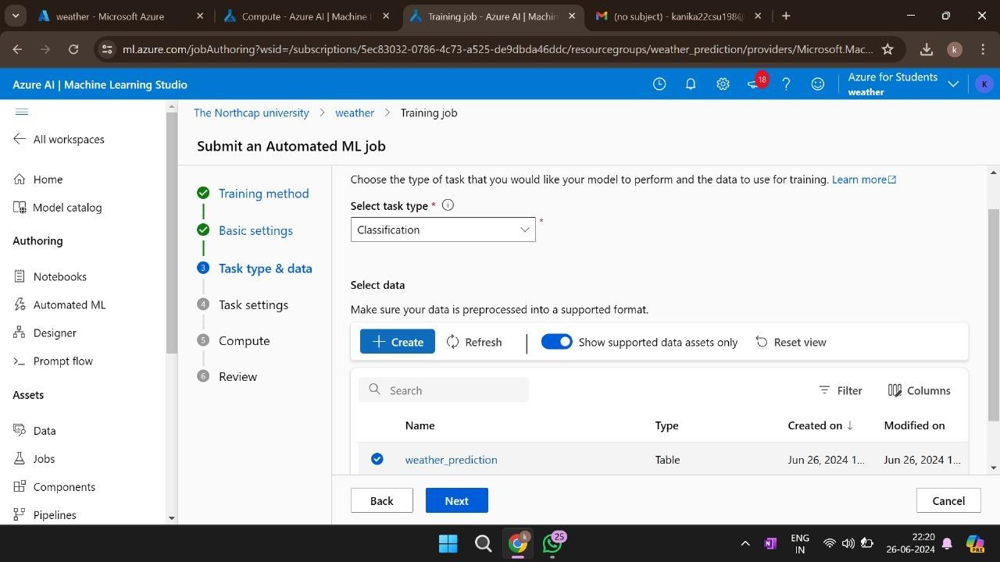 weather - Microsoft Azure
Compute - Azure AI | Machine L
Training job - Azure AI | Machin
(no subject) - kanika22csu198@
ml.azure.com/jobAuthoring?wsid=/subscriptions/5ec83032-0786-4c73-a525-de9dbda46ddc/resourcegroups/weather_prediction/providers/Microsoft.Mac...
k
Azure AI | Machine Learning Studio
18
Azure for Students
weather
K
All workspaces
Home
Model catalog
Authoring
Notebooks
Automated ML
Designer
Prompt flow
Assets
Data
Jobs
Components
Pipelines
The Northcap university > weather > Training job
Submit an Automated ML job
Training method
Basic settings
3 Task type & data
4 Task settings
5 Compute
6 Review
Choose the type of task that you would like your model to perform and the data to use for training. Learn more
Select task type *
Classification
*
Select data
Make sure your data is preprocessed into a supported format.
+ Create Refresh | Show supported data assets only Reset view
Search Filter Columns
Name Type Created on ↓ Modified on
weather_prediction Table Jun 26, 2024 1... Jun 26, 2024 1...
Back Next Cancel
k
25
ENG
IN
22:20
26-06-2024
PRE